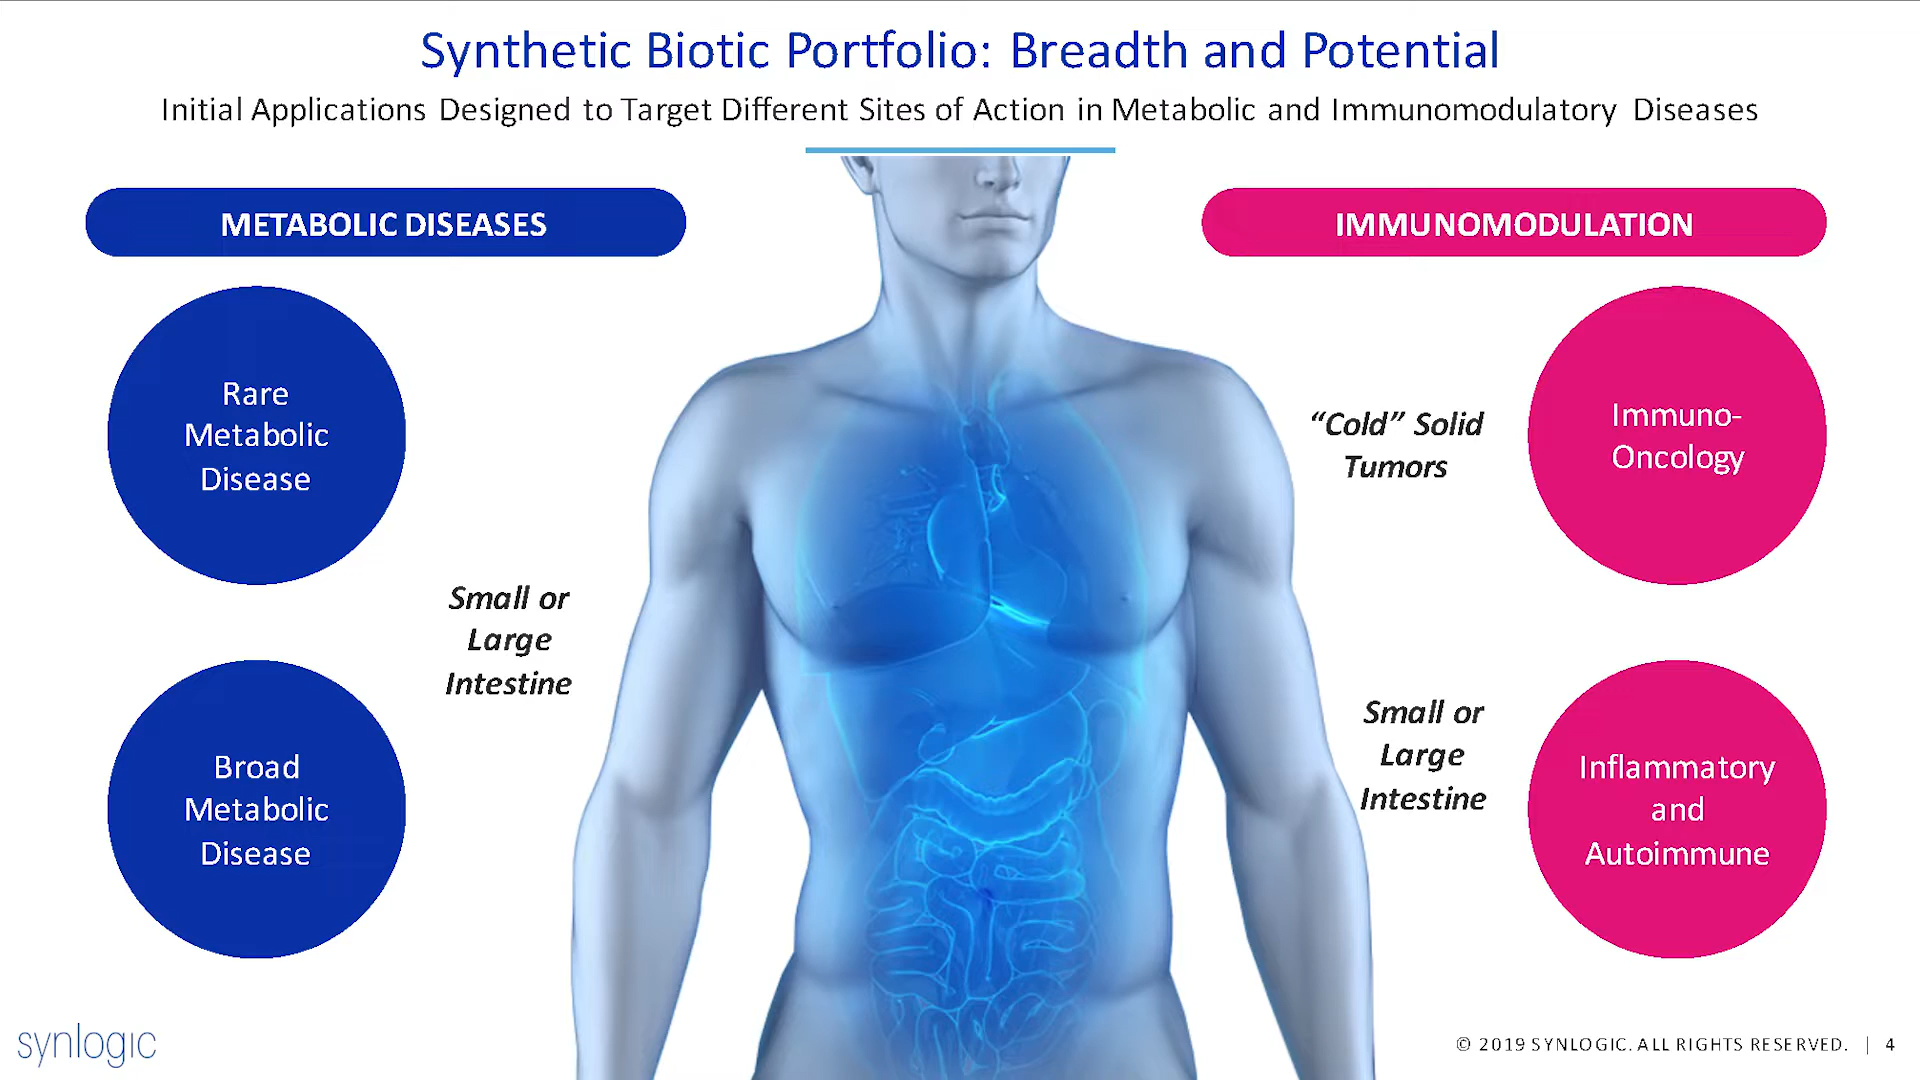 Synthetic Biotic Portfolio: Breadth and Potential
Initial Applications Designed to Target Different Sites of Action in Metabolic and Immunomodulatory Diseases
METABOLIC DISEASES
Rare
Metabolic
Disease
Small or
Large
Intestine
Broad
Metabolic
Disease
IMMUNOMODULATION
“Cold” Solid
Tumors
Immuno-
Oncology
Small or
Large
Intestine
Inflammatory
and
Autoimmune
synlogic
© 2019 SYNLOGIC. ALL RIGHTS RESERVED. | 4